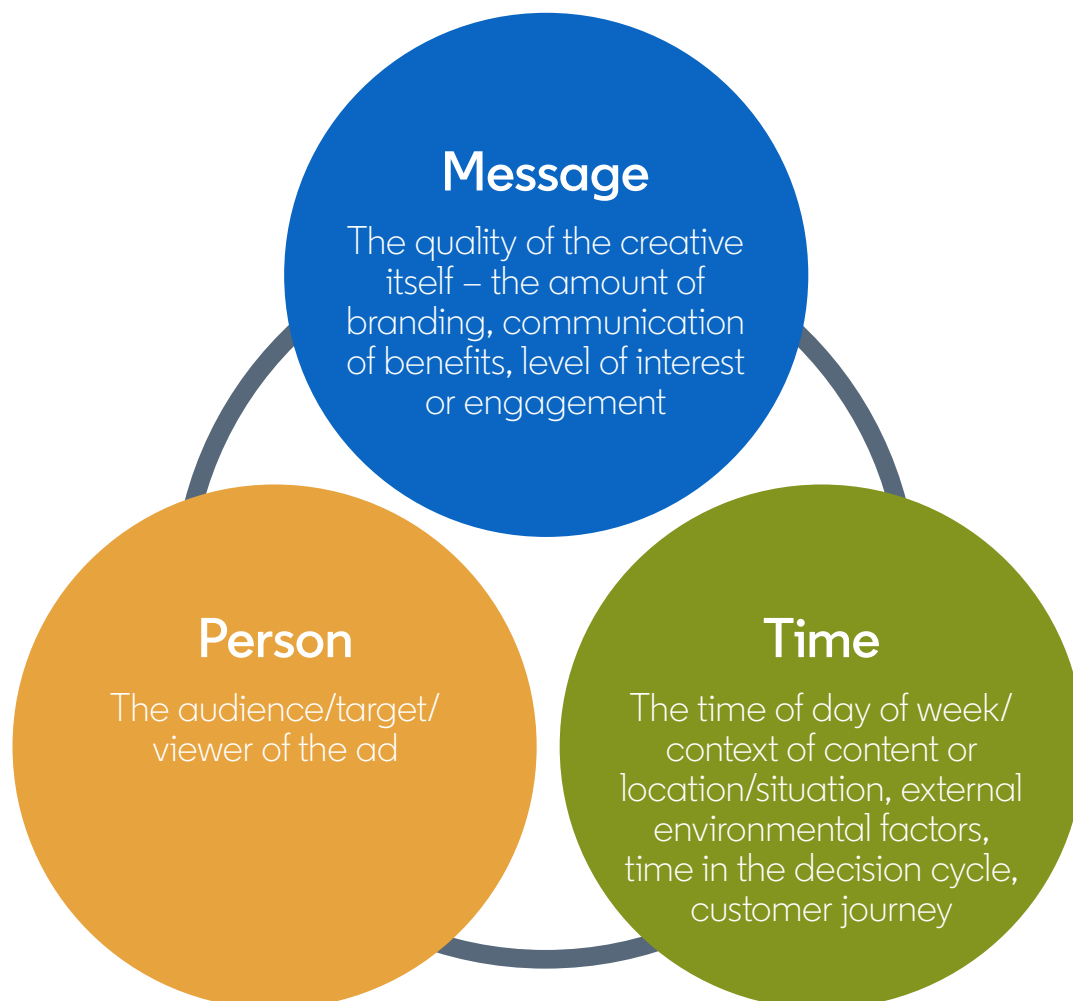 Message
The quality of the creative
itself – the amount of
branding, communication
of benefits, level of interest
or engagement
Person
The audience/target/
viewer of the ad
Time
The time of day of week/
context of content or
location/situation, external
environmental factors,
time in the decision cycle,
customer journey